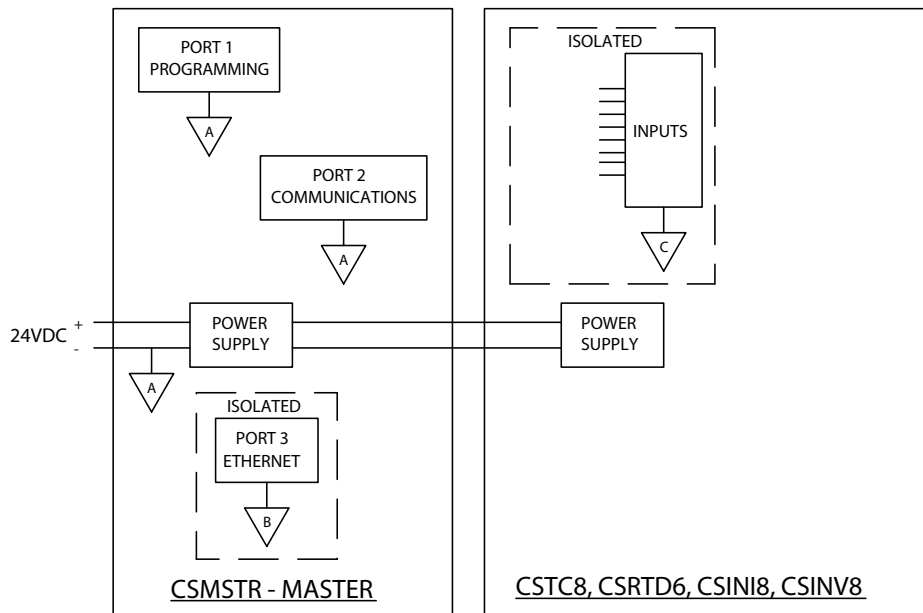 PORT 1
PROGRAMMING
A
PORT 2
COMMUNICATIONS
A
24VDC
+
-
POWER
SUPPLY
A
ISOLATED
PORT 3
ETHERNET
B
CSMSTR - MASTER
ISOLATED
INPUTS
C
POWER
SUPPLY
CSTC8, CSRTD6, CSINI8, CSINV8